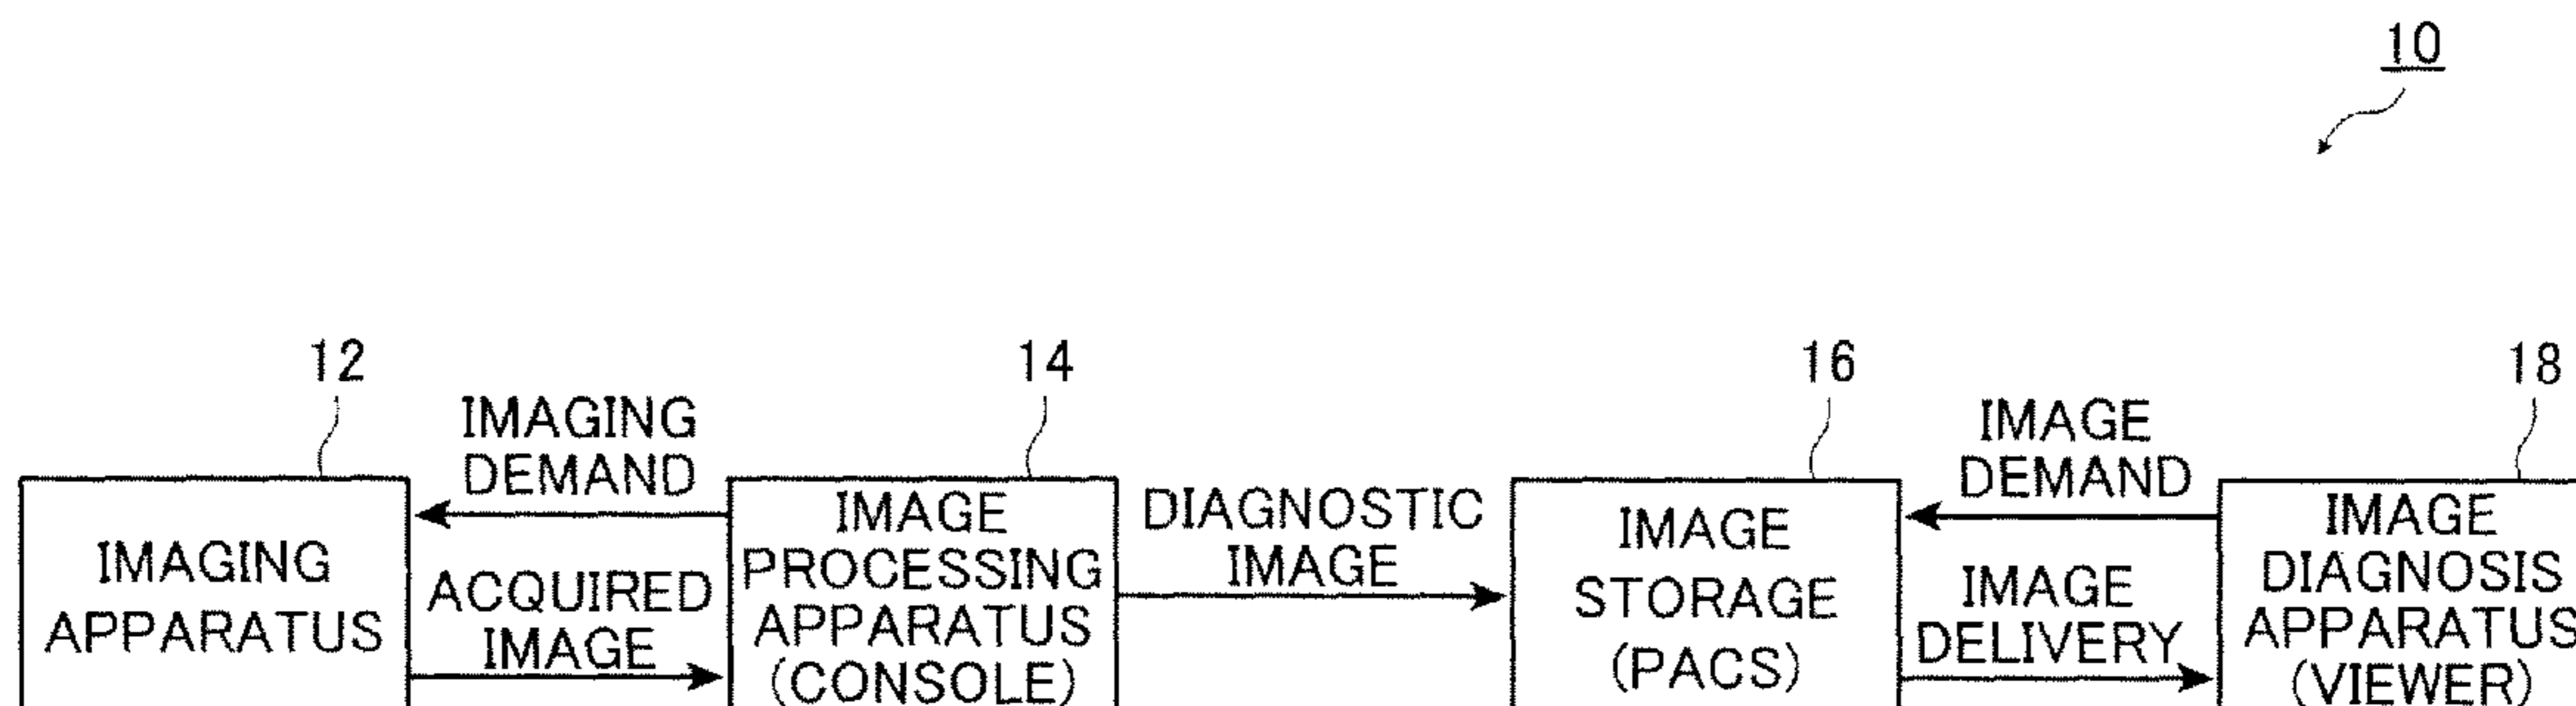 10
12
14
16
18
IMAGING
DEMAND
IMAGE
DEMAND
IMAGING
APPARATUS
ACQUIRED
IMAGE
IMAGE
PROCESSING
APPARATUS
(CONSOLE)
DIAGNOSTIC
IMAGE
IMAGE
STORAGE
(PACS)
IMAGE
DELIVERY
IMAGE
DIAGNOSIS
APPARATUS
(VIEWER)